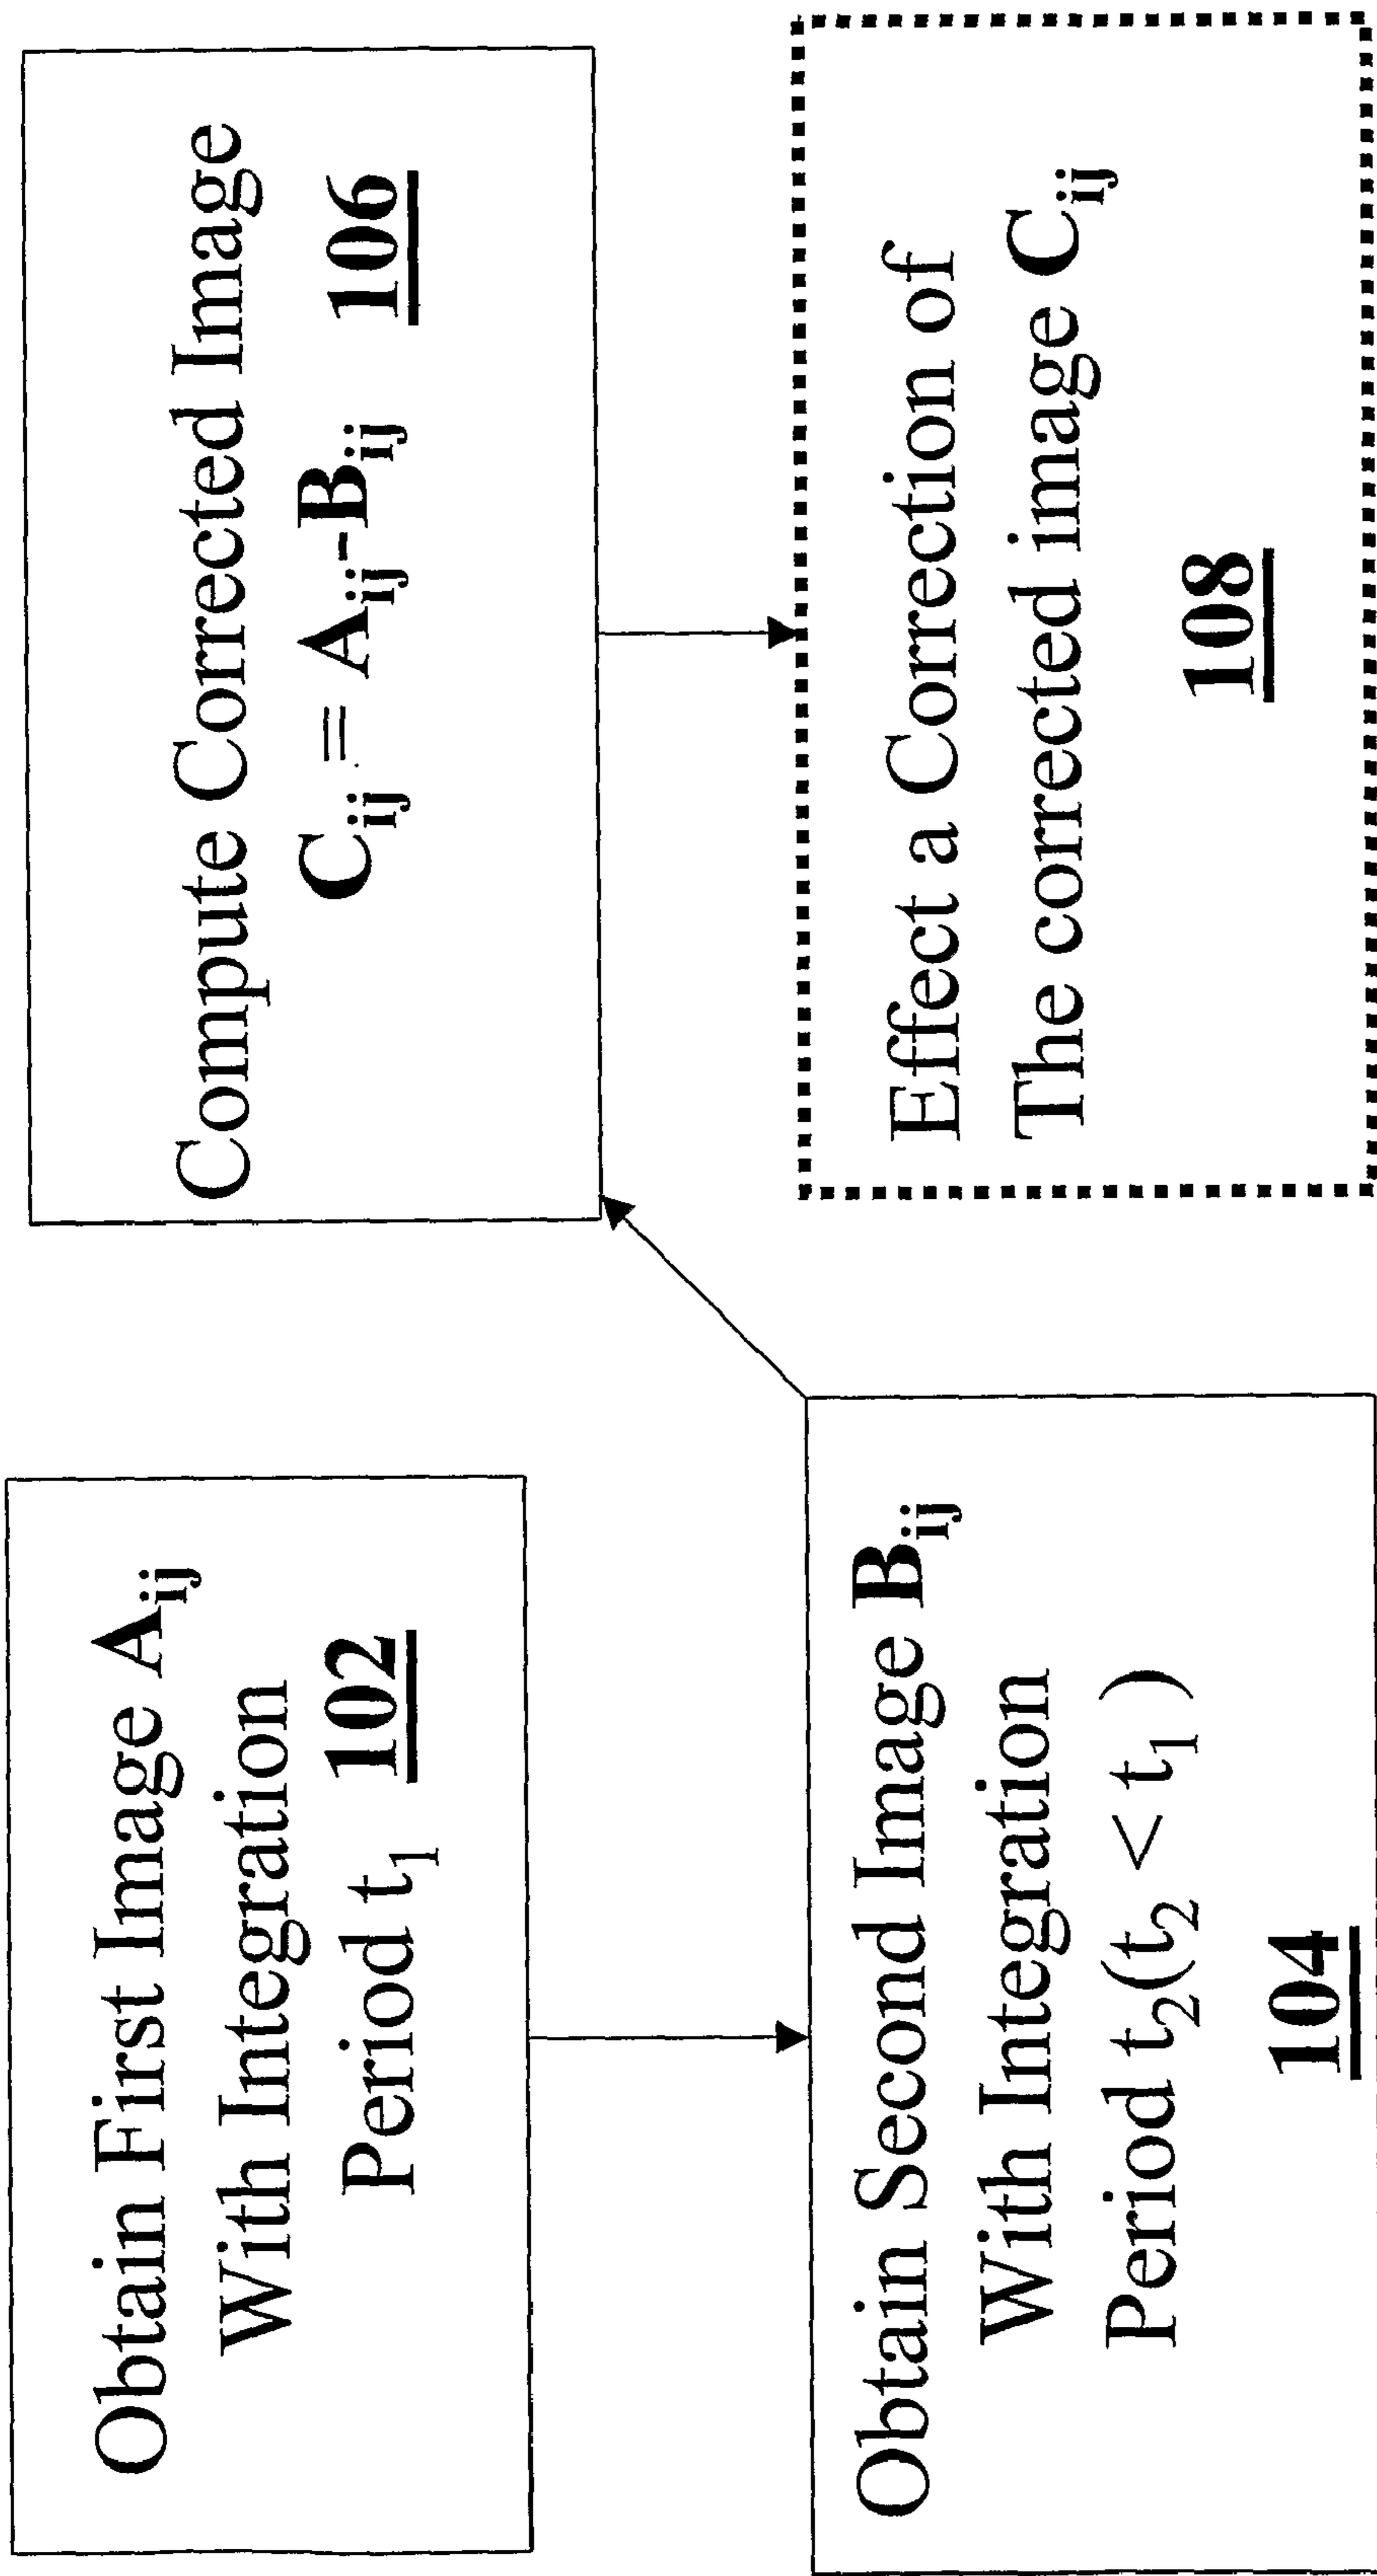 Obtain First Image Aij
With Integration
Period t1 102
Obtain Second Image Bij
With Integration
Period t2(t2 < t1 )
104
Compute Corrected Image
Cij = Aij-Bij 106
Effect a Correction of
The corrected image Cij
108